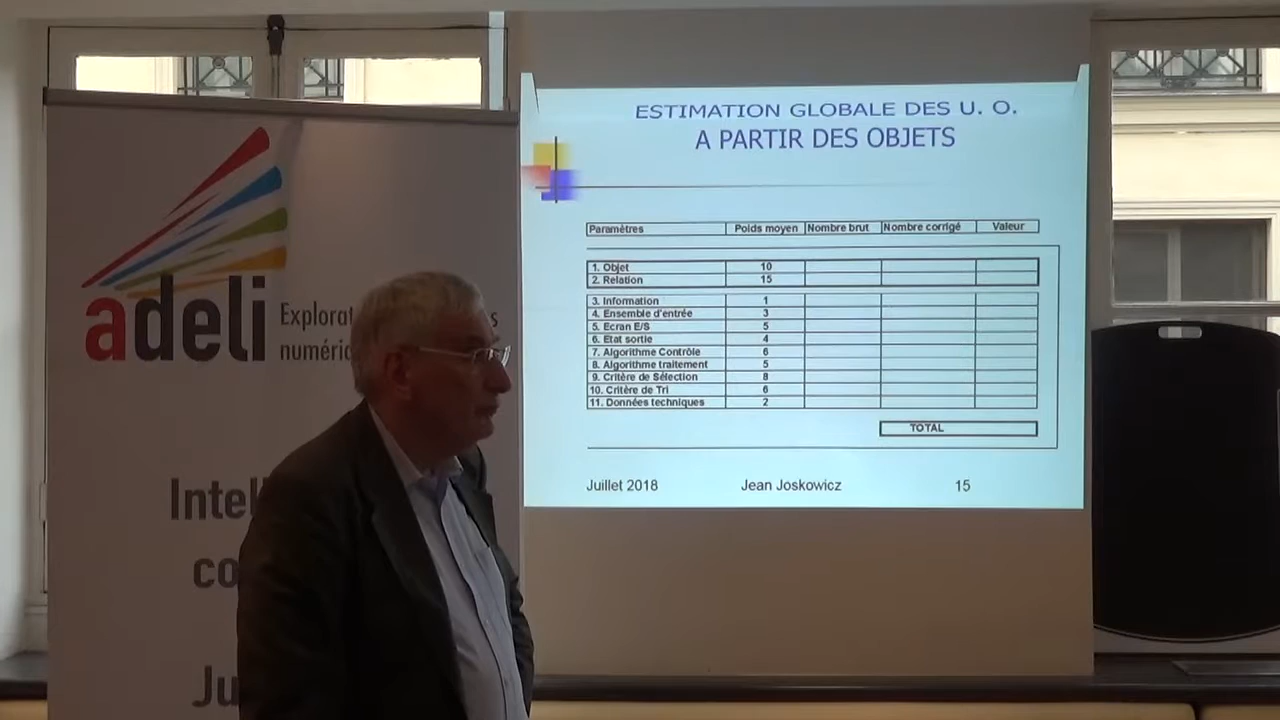 adeli
Explorat s
numéric
Intel
co
Ju
ESTIMATION GLOBALE DES U. O.
A PARTIR DES OBJETS
Paramètres Poids moyen Nombre brut Nombre corrigé Valeur
1. Objet 10
2. Relation 15
3. Information 1
4. Ensemble d'entrée 3
5. Ecran E/S 5
6. Etat sortie 4
7. Algorithme Contrôle 6
8. Algorithme traitement 5
9. Critère de Sélection 8
10. Critère de Tri 6
11. Données techniques 2
TOTAL
Juillet 2018 Jean Joskowicz 15